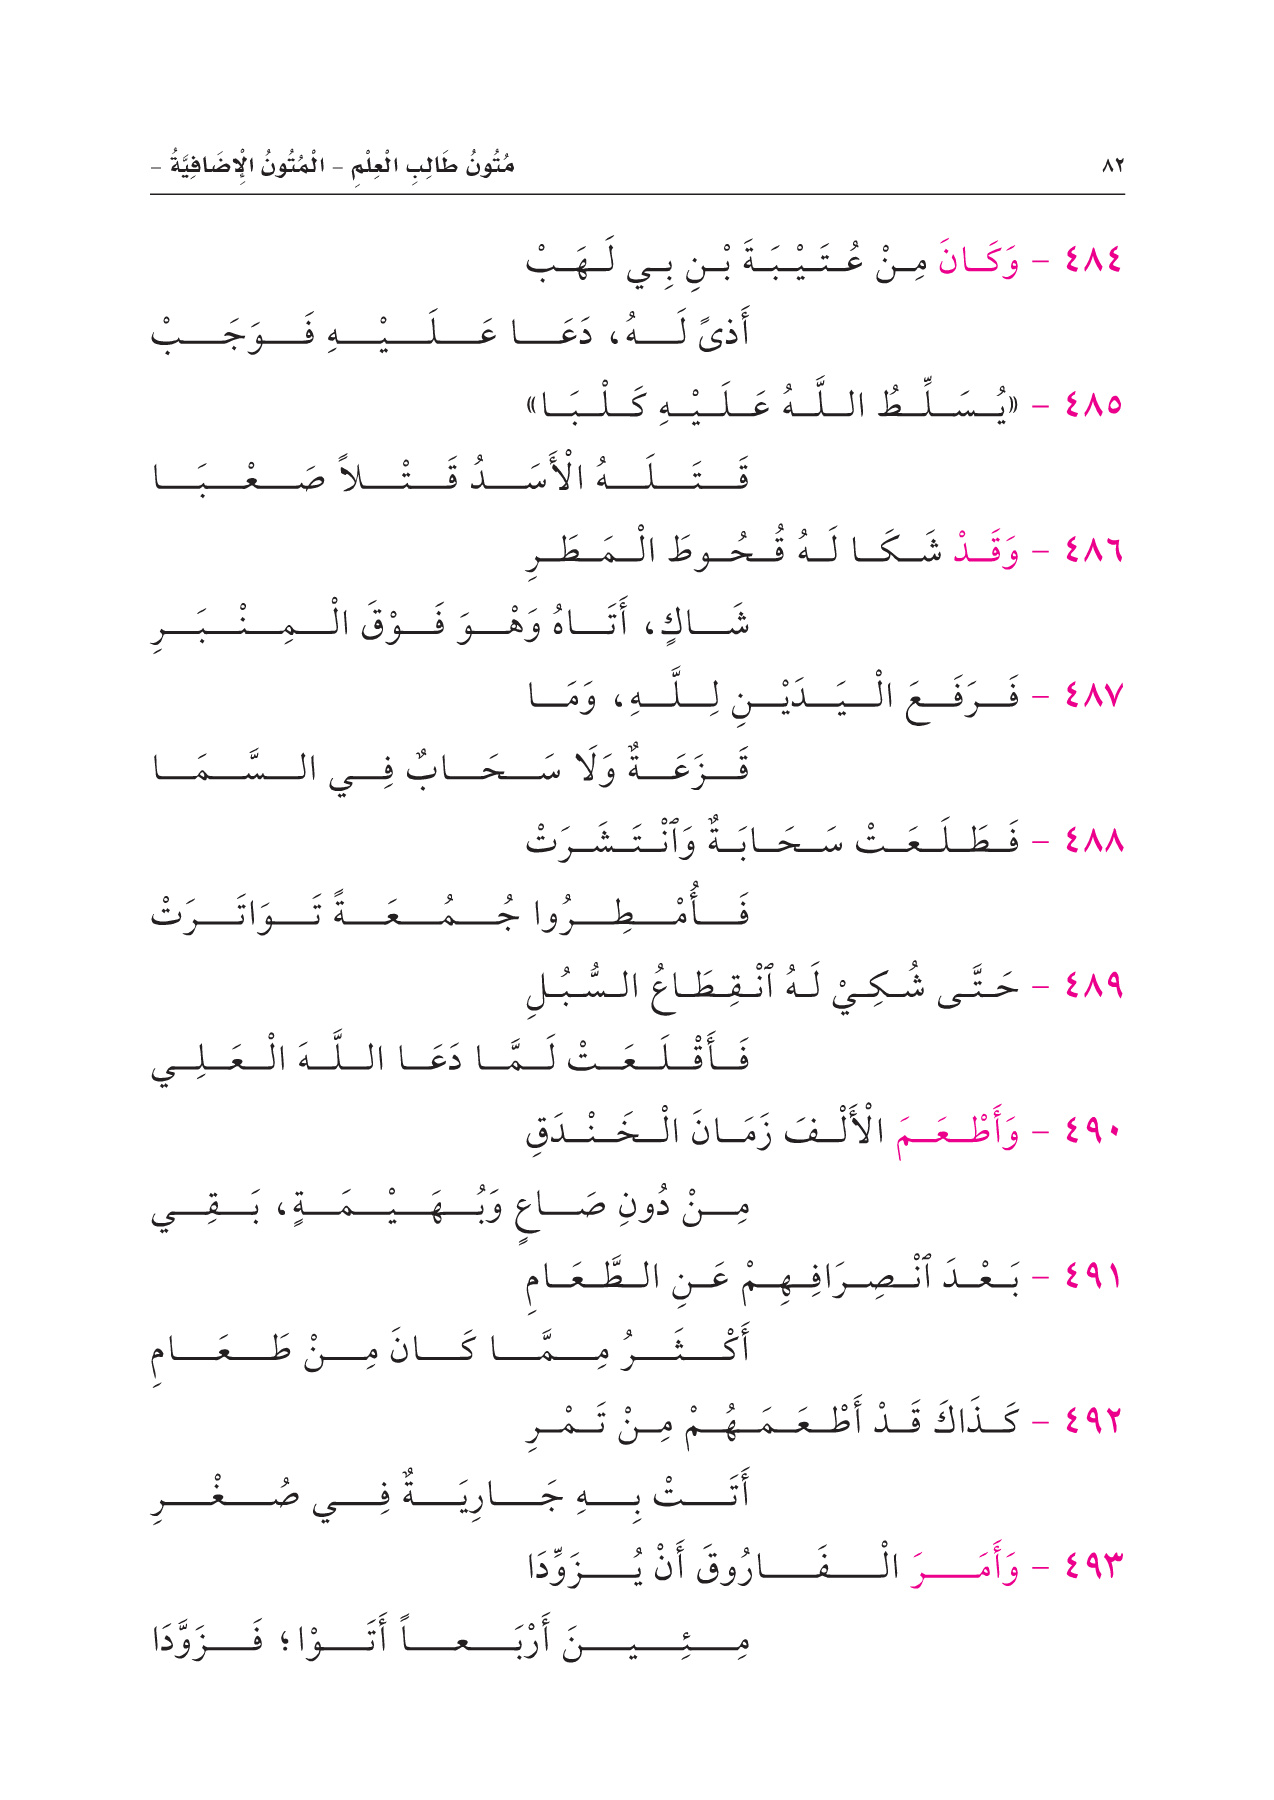 ٨٢ مُتُونُ طَالِبِ الْعِلْمِ - الْمُتُونُ الْإِضَافِيَّةُ -
٤٨٤ - وَكَانَ مِنْ عُتَيْبَةَ بْنِ بِي لَهَبْ
أَذىً لَهُ، دَعَا عَلَيْهِ فَوَجَبْ
٤٨٥ - «يُسَلِّطُ اللَّهُ عَلَيْهِ كَلْبَا»
قَتَلَهُ الْأَسَدُ قَتْلاً صَعْبَا
٤٨٦ - وَقَدْ شَكَا لَهُ قُحُوطَ الْمَطَرِ
شَاكٍ، أَتَاهُ وَهْوَ فَوْقَ الْمِنْبَرِ
٤٨٧ - فَرَفَعَ الْيَدَيْنِ لِلَّهِ، وَمَا
قَزَعَةٌ وَلَا سَحَابٌ فِي السَّمَا
٤٨٨ - فَطَلَعَتْ سَحَابَةٌ وَٱنْتَشَرَتْ
فَأُمْطِرُوا جُمُعَةً تَوَاتَرَتْ
٤٨٩ - حَتَّى شُكِيْ لَهُ ٱنْقِطَاعُ السُّبُلِ
فَأَقْلَعَتْ لَمَّا دَعَا اللَّهَ الْعَلِي
٤٩٠ - وَأَطْعَمَ الْأَلْفَ زَمَانَ الْخَنْدَقِ
مِنْ دُونِ صَاعٍ وَبُهَيْمَةٍ، بَقِي
٤٩١ - بَعْدَ ٱنْصِرَافِهِمْ عَنِ الطَّعَامِ
أَكْثَرُ مِمَّا كَانَ مِنْ طَعَامِ
٤٩٢ - كَذَاكَ قَدْ أَطْعَمَهُمْ مِنْ تَمْرِ
أَتَتْ بِهِ جَارِيَةٌ فِي صُغْرِ
٤٩٣ - وَأَمَرَ الْفَارُوقَ أَنْ يُزَوِّدَا
مِئِينَ أَرْبَعاً أَتَوْا؛ فَزَوَّدَا